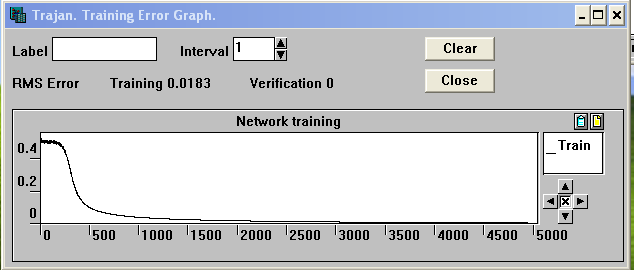 Trajan. Training Error Graph.
Label Interval 1 Clear
RMS Error Training 0.0183 Verification 0 Close
Network training
_Train
0.4
0.2
0
0 500 1000 1500 2000 2500 3000 3500 4000 4500 5000